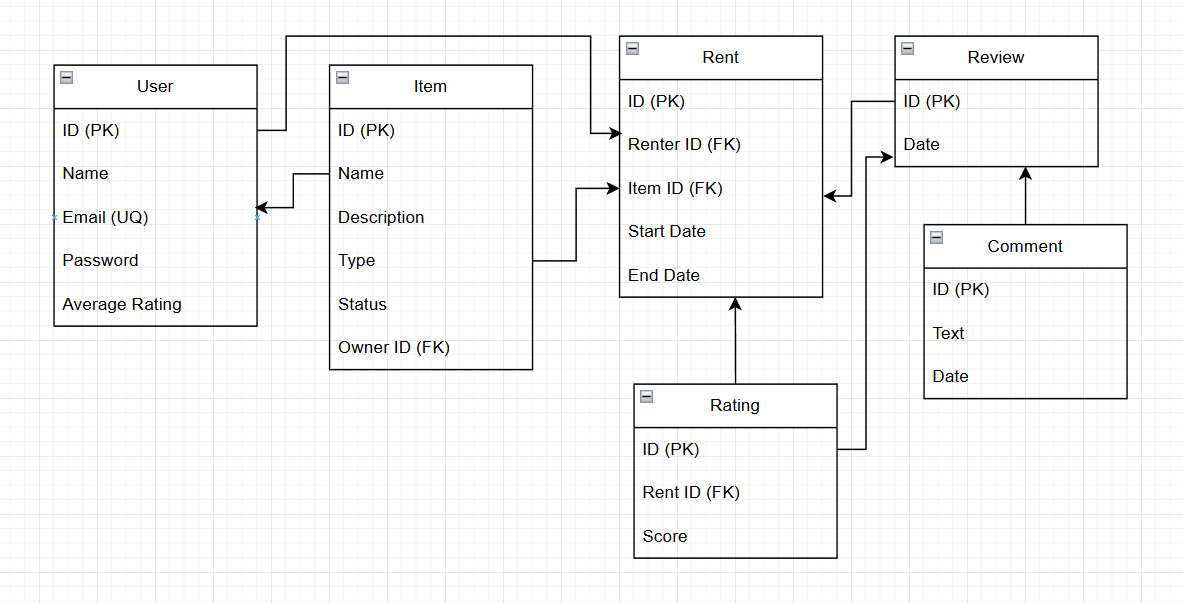 User
ID (PK)
Name
Email (UQ)
Password
Average Rating
Item
ID (PK)
Name
Description
Type
Status
Owner ID (FK)
Rent
ID (PK)
Renter ID (FK)
Item ID (FK)
Start Date
End Date
Review
ID (PK)
Date
Comment
ID (PK)
Text
Date
Rating
ID (PK)
Rent ID (FK)
Score